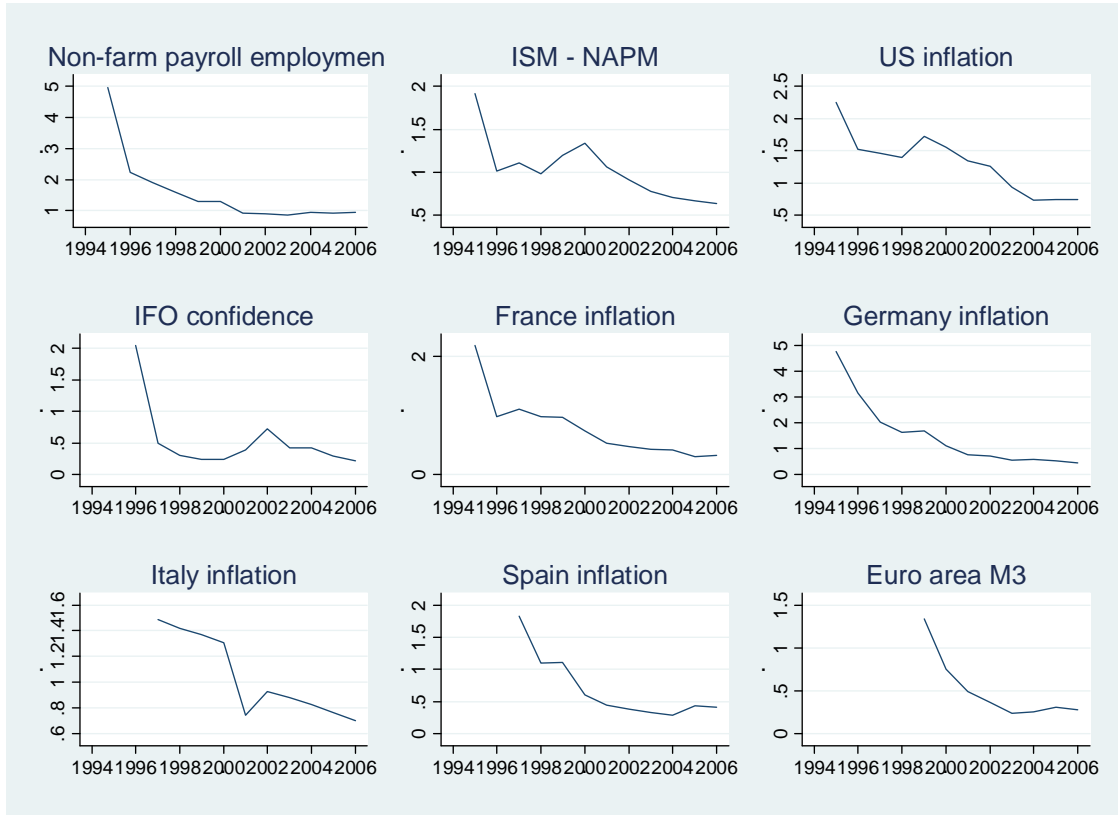 Non-farm payroll employmen
5
4
3
2
1
.
1994 1996 1998 2000 2002 2004 2006
ISM - NAPM
2
1.5
1
.5
.
1994 1996 1998 2000 2002 2004 2006
US inflation
2.5
2
1.5
1
.5
.
1994 1996 1998 2000 2002 2004 2006
IFO confidence
2
1.5
1
.5
0
.
1994 1996 1998 2000 2002 2004 2006
France inflation
2
0
.
1994 1996 1998 2000 2002 2004 2006
Germany inflation
5
4
3
2
1
0
.
1994 1996 1998 2000 2002 2004 2006
Italy inflation
1.6
1.4
1.2
1
.8
.6
.
1994 1996 1998 2000 2002 2004 2006
Spain inflation
2
1.5
1
.5
0
.
1994 1996 1998 2000 2002 2004 2006
Euro area M3
1.5
1
.5
0
.
1994 1996 1998 2000 2002 2004 2006